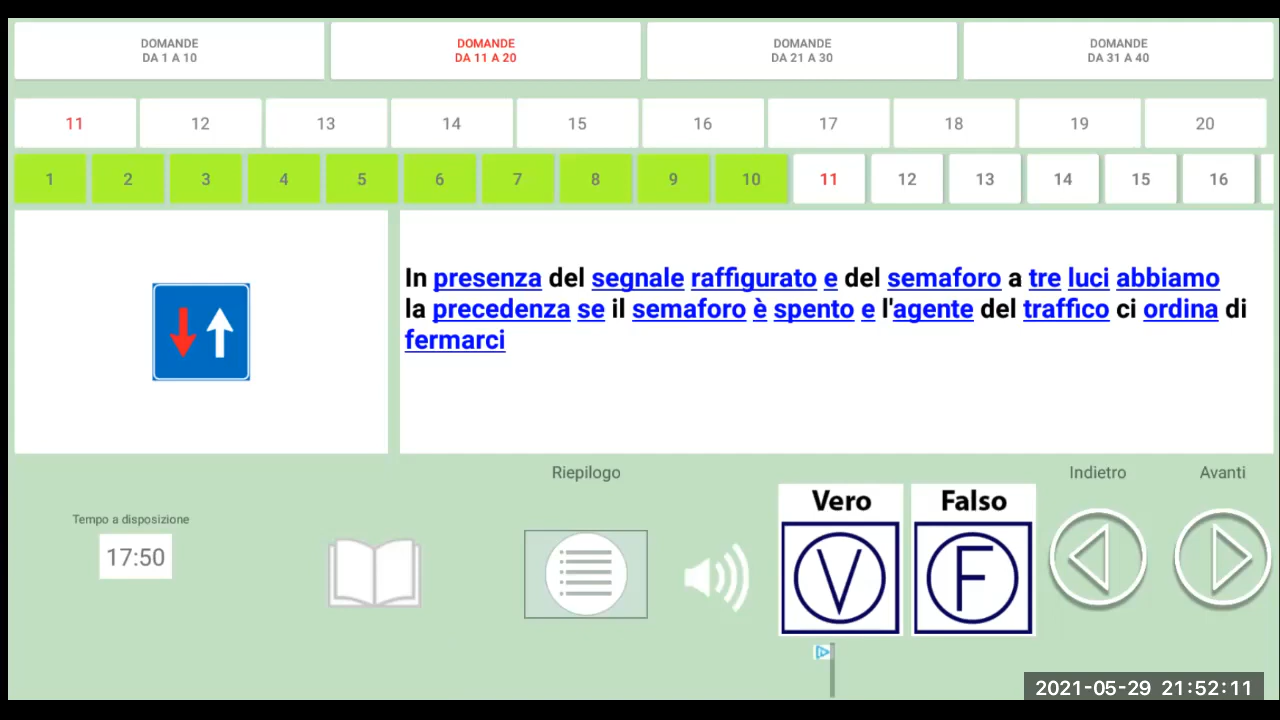 DOMANDE
DA 1 A 10
DOMANDE
DA 11 A 20
DOMANDE
DA 21 A 30
DOMANDE
DA 31 A 40
11 12 13 14 15 16 17 18 19 20
1 2 3 4 5 6 7 8 9 10 11 12 13 14 15 16
In presenza del segnale raffigurato e del semaforo a tre luci abbiamo
la precedenza se il semaforo è spento e l'agente del traffico ci ordina di
fermarci
Riepilogo
Indietro
Avanti
Tempo a disposizione
17:50
Vero
Falso
V
F
2021-05-29 21:52:11